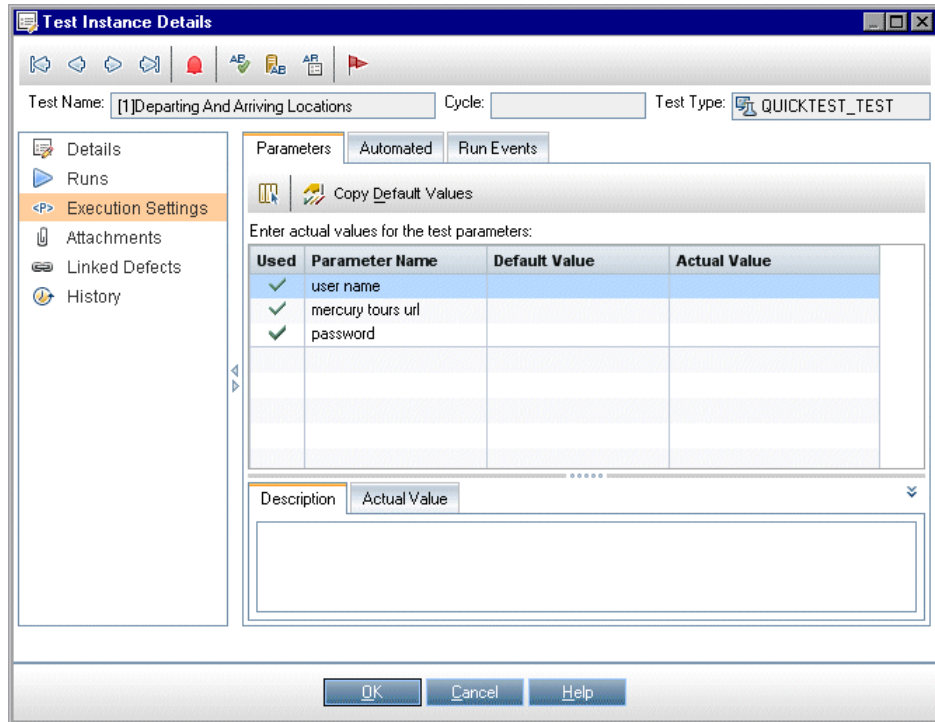 Test Instance Details
Test Name: [1]Departing And Arriving Locations Cycle: Test Type: QUICKTEST_TEST
Details
Runs
<P> Execution Settings
Attachments
Linked Defects
History
Parameters Automated Run Events
Copy Default Values
Enter actual values for the test parameters:
Used Parameter Name Default Value Actual Value
user name
mercury tours url
password
Description Actual Value
OK Cancel Help